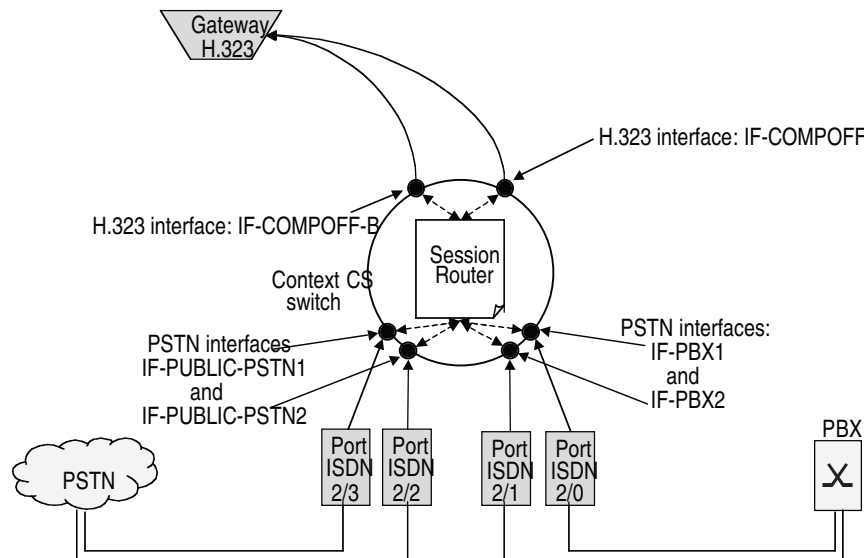 Gateway
H.323
H.323 interface: IF-COMPOFF
H.323 interface: IF-COMPOFF-B
Session
Router
Context CS
switch
PSTN interfaces
IF-PUBLIC-PSTN1
and
IF-PUBLIC-PSTN2
PSTN interfaces:
IF-PBX1
and
IF-PBX2
PSTN
Port
ISDN
2/3
Port
ISDN
2/2
Port
ISDN
2/1
Port
ISDN
2/0
PBX